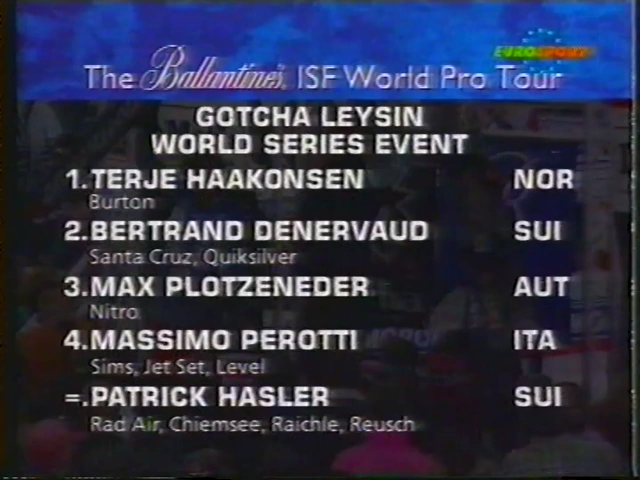 EUROSPORT
The Ballantine's ISF World Pro Tour
GOTCHA LEYSIN
WORLD SERIES EVENT
1. TERJE HAAKONSEN NOR
Burton
2. BERTRAND DENERVAUD SUI
Santa Cruz, Quiksilver
3. MAX PLOTZENEDER AUT
Nitro
4. MASSIMO PEROTTI ITA
Sims, Jet Set, Level
=. PATRICK HASLER SUI
Rad Air, Chiemsee, Raichle, Reusch